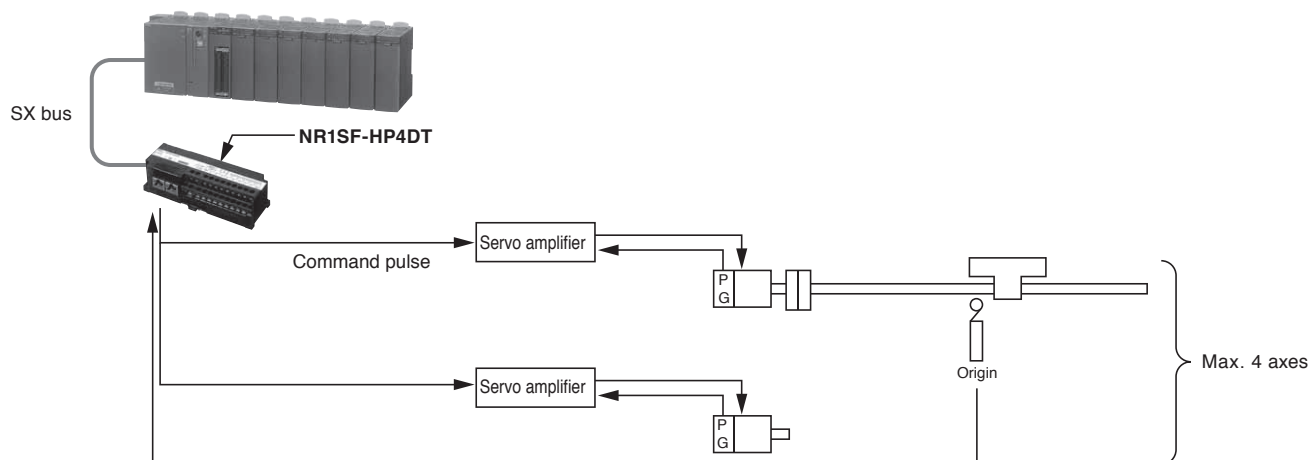 SX bus
NR1SF-HP4DT
Command pulse
Servo amplifier
P
G
Origin
Max. 4 axes
Servo amplifier
P
G